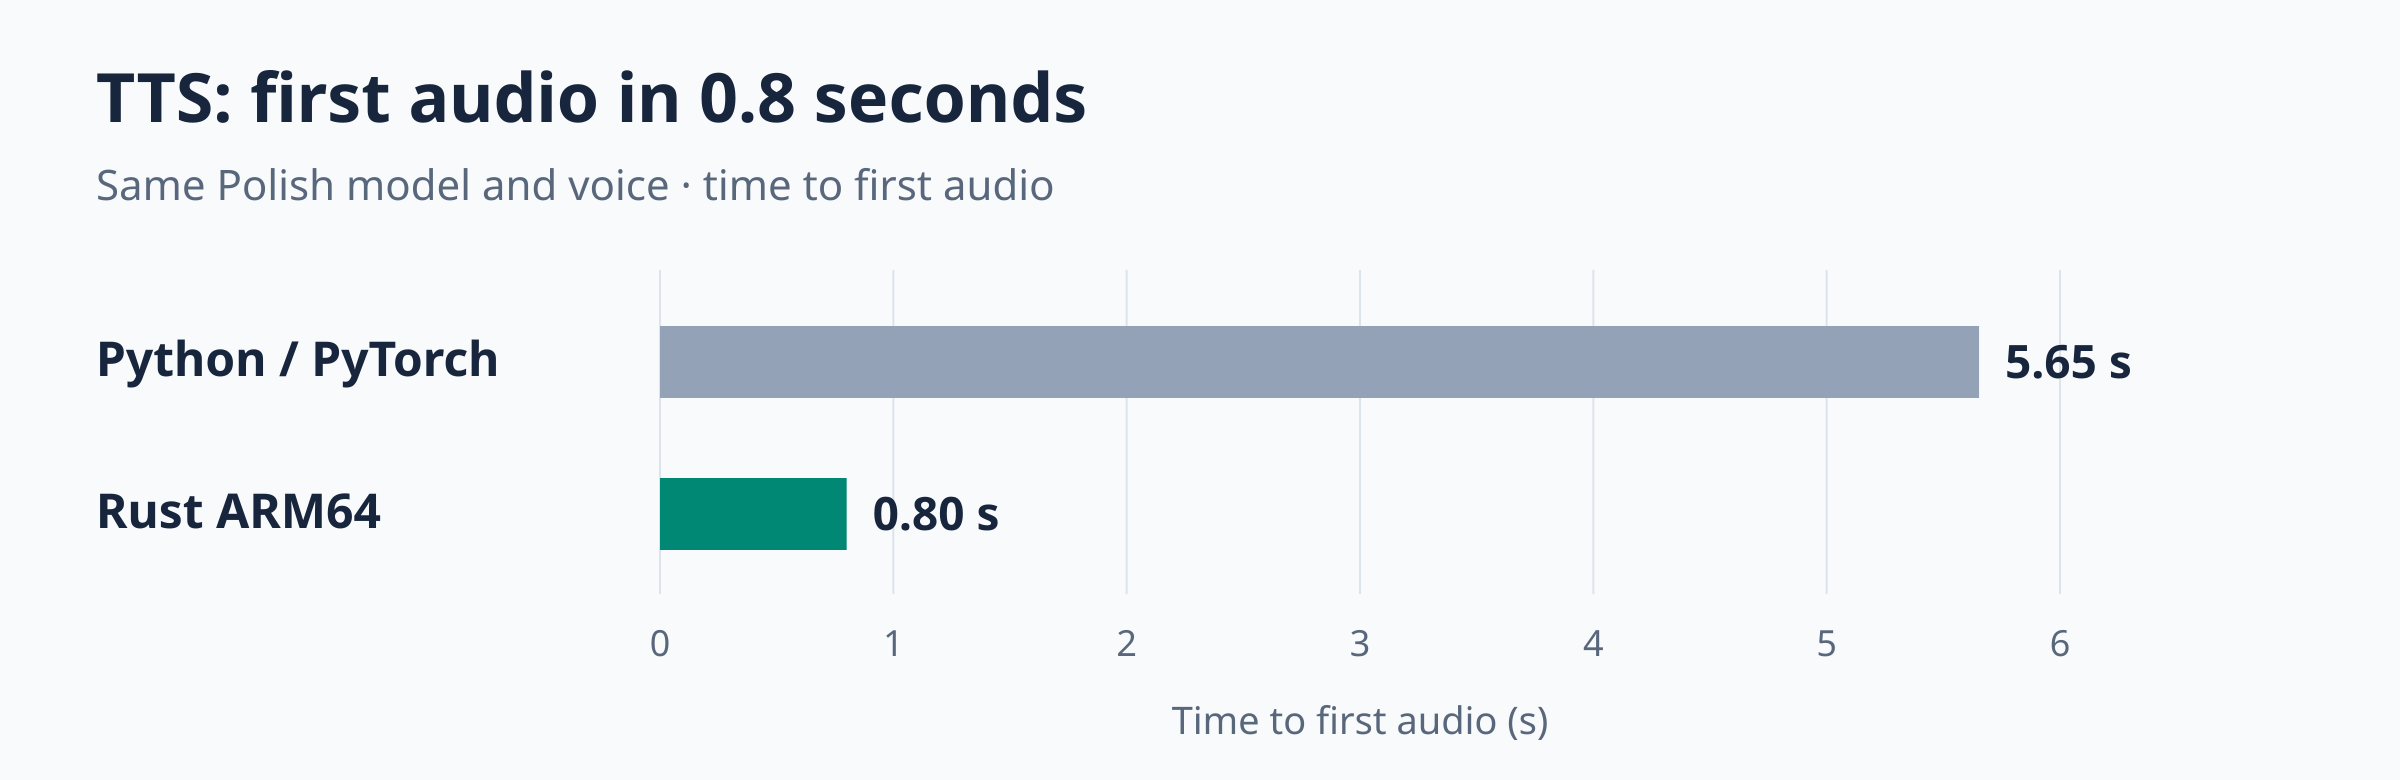 TTS: first audio in 0.8 seconds
Same Polish model and voice · time to first audio
Python / PyTorch
5.65 s
Rust ARM64
0.80 s
0 1 2 3 4 5 6
Time to first audio (s)